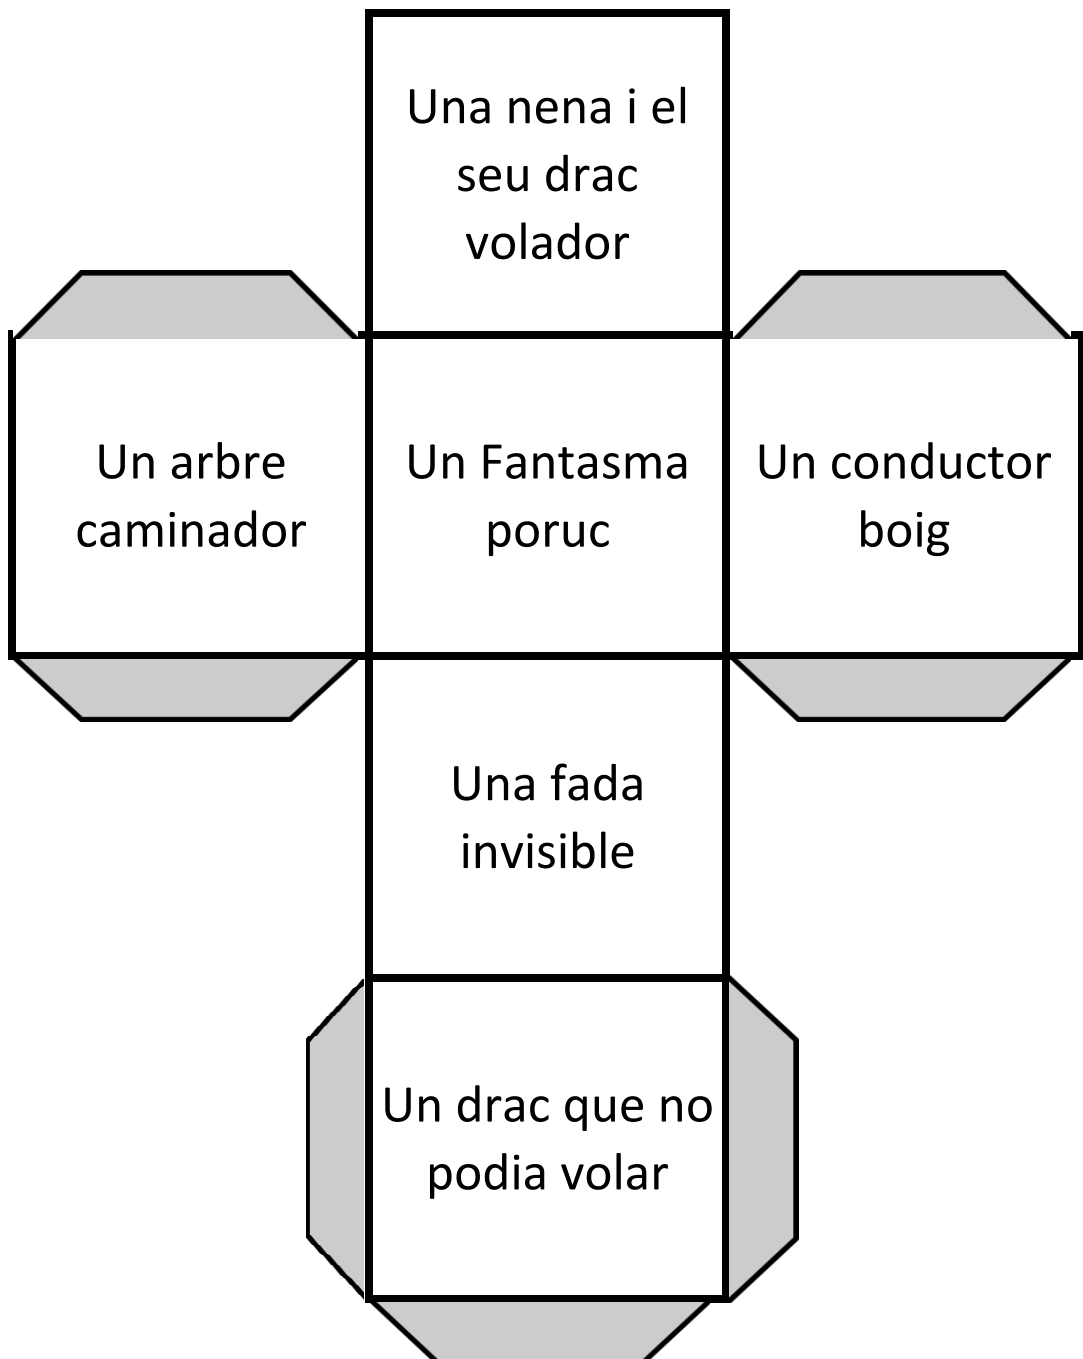 Una nena i el
seu drac
volador
Un arbre
caminador
Un Fantasma
poruc
Un conductor
boig
Una fada
invisible
Un drac que no
podia volar